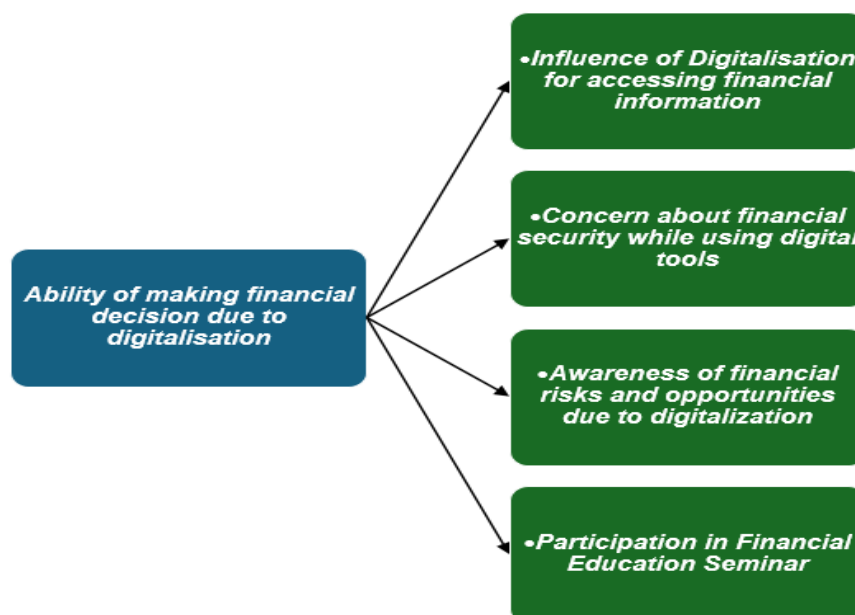 •Influence of Digitalisation
for accessing financial
information
•Concern about financial
security while using digital
tools
Ability of making financial
decision due to
digitalisation
•Awareness of financial
risks and opportunities
due to digitalization
•Participation in Financial
Education Seminar